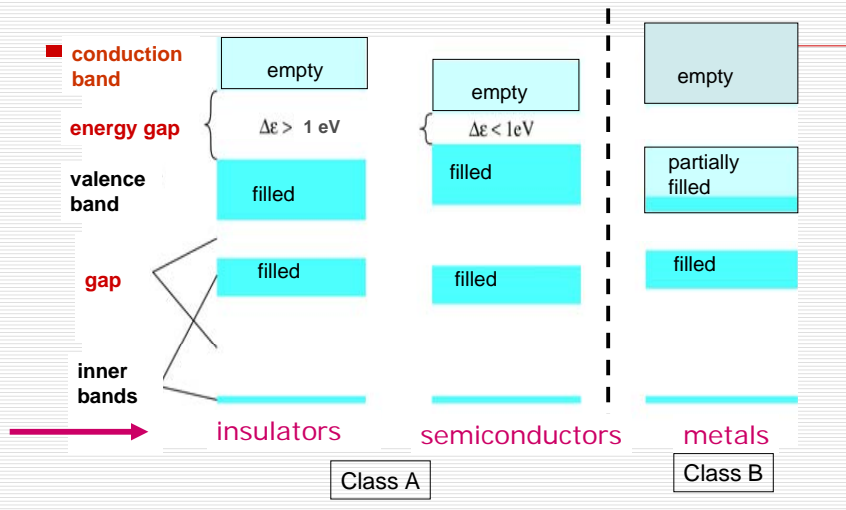 conduction
band
empty
empty
empty
energy gap
Δε > 1 eV
Δε < 1eV
valence
band
filled
filled
partially
filled
gap
filled
filled
filled
inner
bands
insulators
semiconductors
metals
Class A
Class B